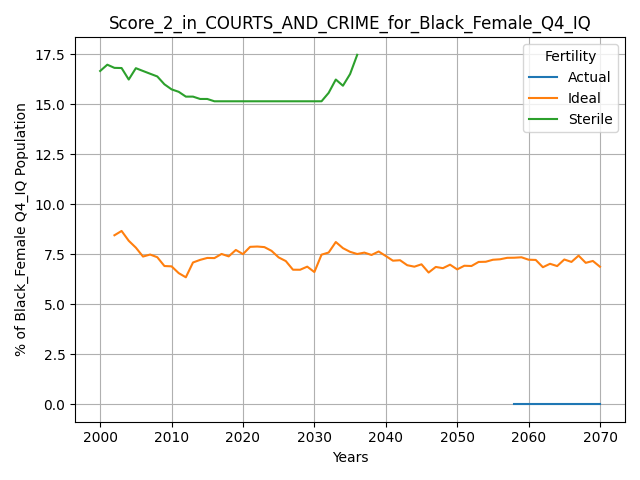 Score_2_in_COURTS_AND_CRIME_for_Black_Female_Q4_IQ
% of Black_Female Q4_IQ Population
17.5
15.0
12.5
10.0
7.5
5.0
2.5
0.0
Fertility
Actual
Ideal
Sterile
2000 2010 2020 2030 2040 2050 2060 2070
Years